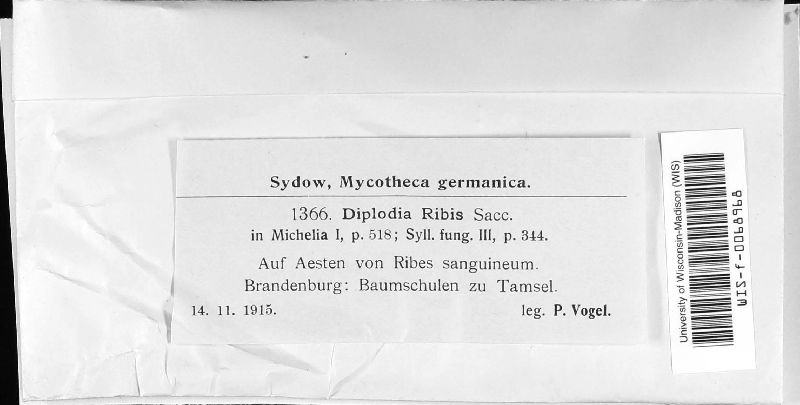 Sydow, Mycotheca germanica.
1366. Diplodia Ribis Sacc.
in Michelia I, p. 518; Syll. fung. III, p. 344.
Auf Aesten von Ribes sanguineum.
Brandenburg: Baumschulen zu Tamsel.
14. 11. 1915. leg. P. Vogel.
University of Wisconsin-Madison (WIS)
WIS-f-0068968